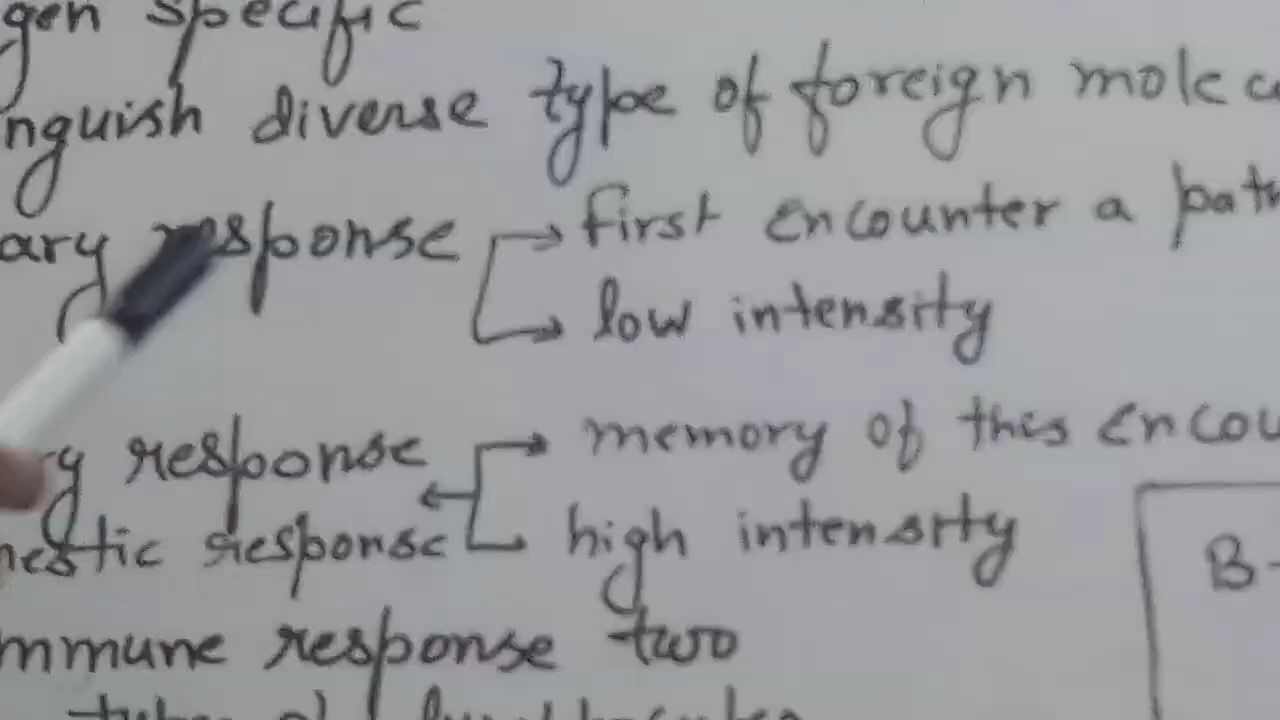 gen specific
nguish diverse type of foreign molec
ary response → first encounter a pat
→ low intensity
y response → memory of this encou
nestic response high intensity
B-
mmune response two